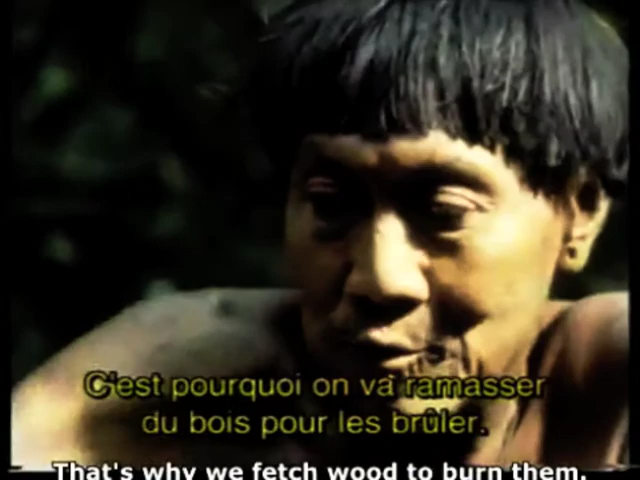 C'est pourquoi on va ramasser
du bois pour les brûler.
That's why we fetch wood to burn them.